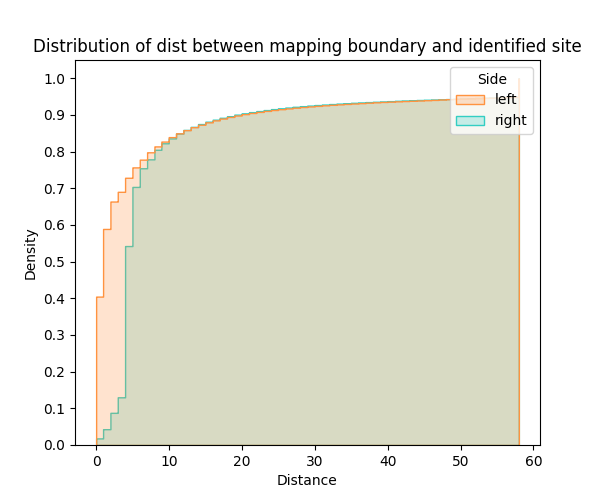 Distribution of dist between mapping boundary and identified site
Side
left
right
Density
1.0
0.9
0.8
0.7
0.6
0.5
0.4
0.3
0.2
0.1
0.0
0 10 20 30 40 50 60
Distance